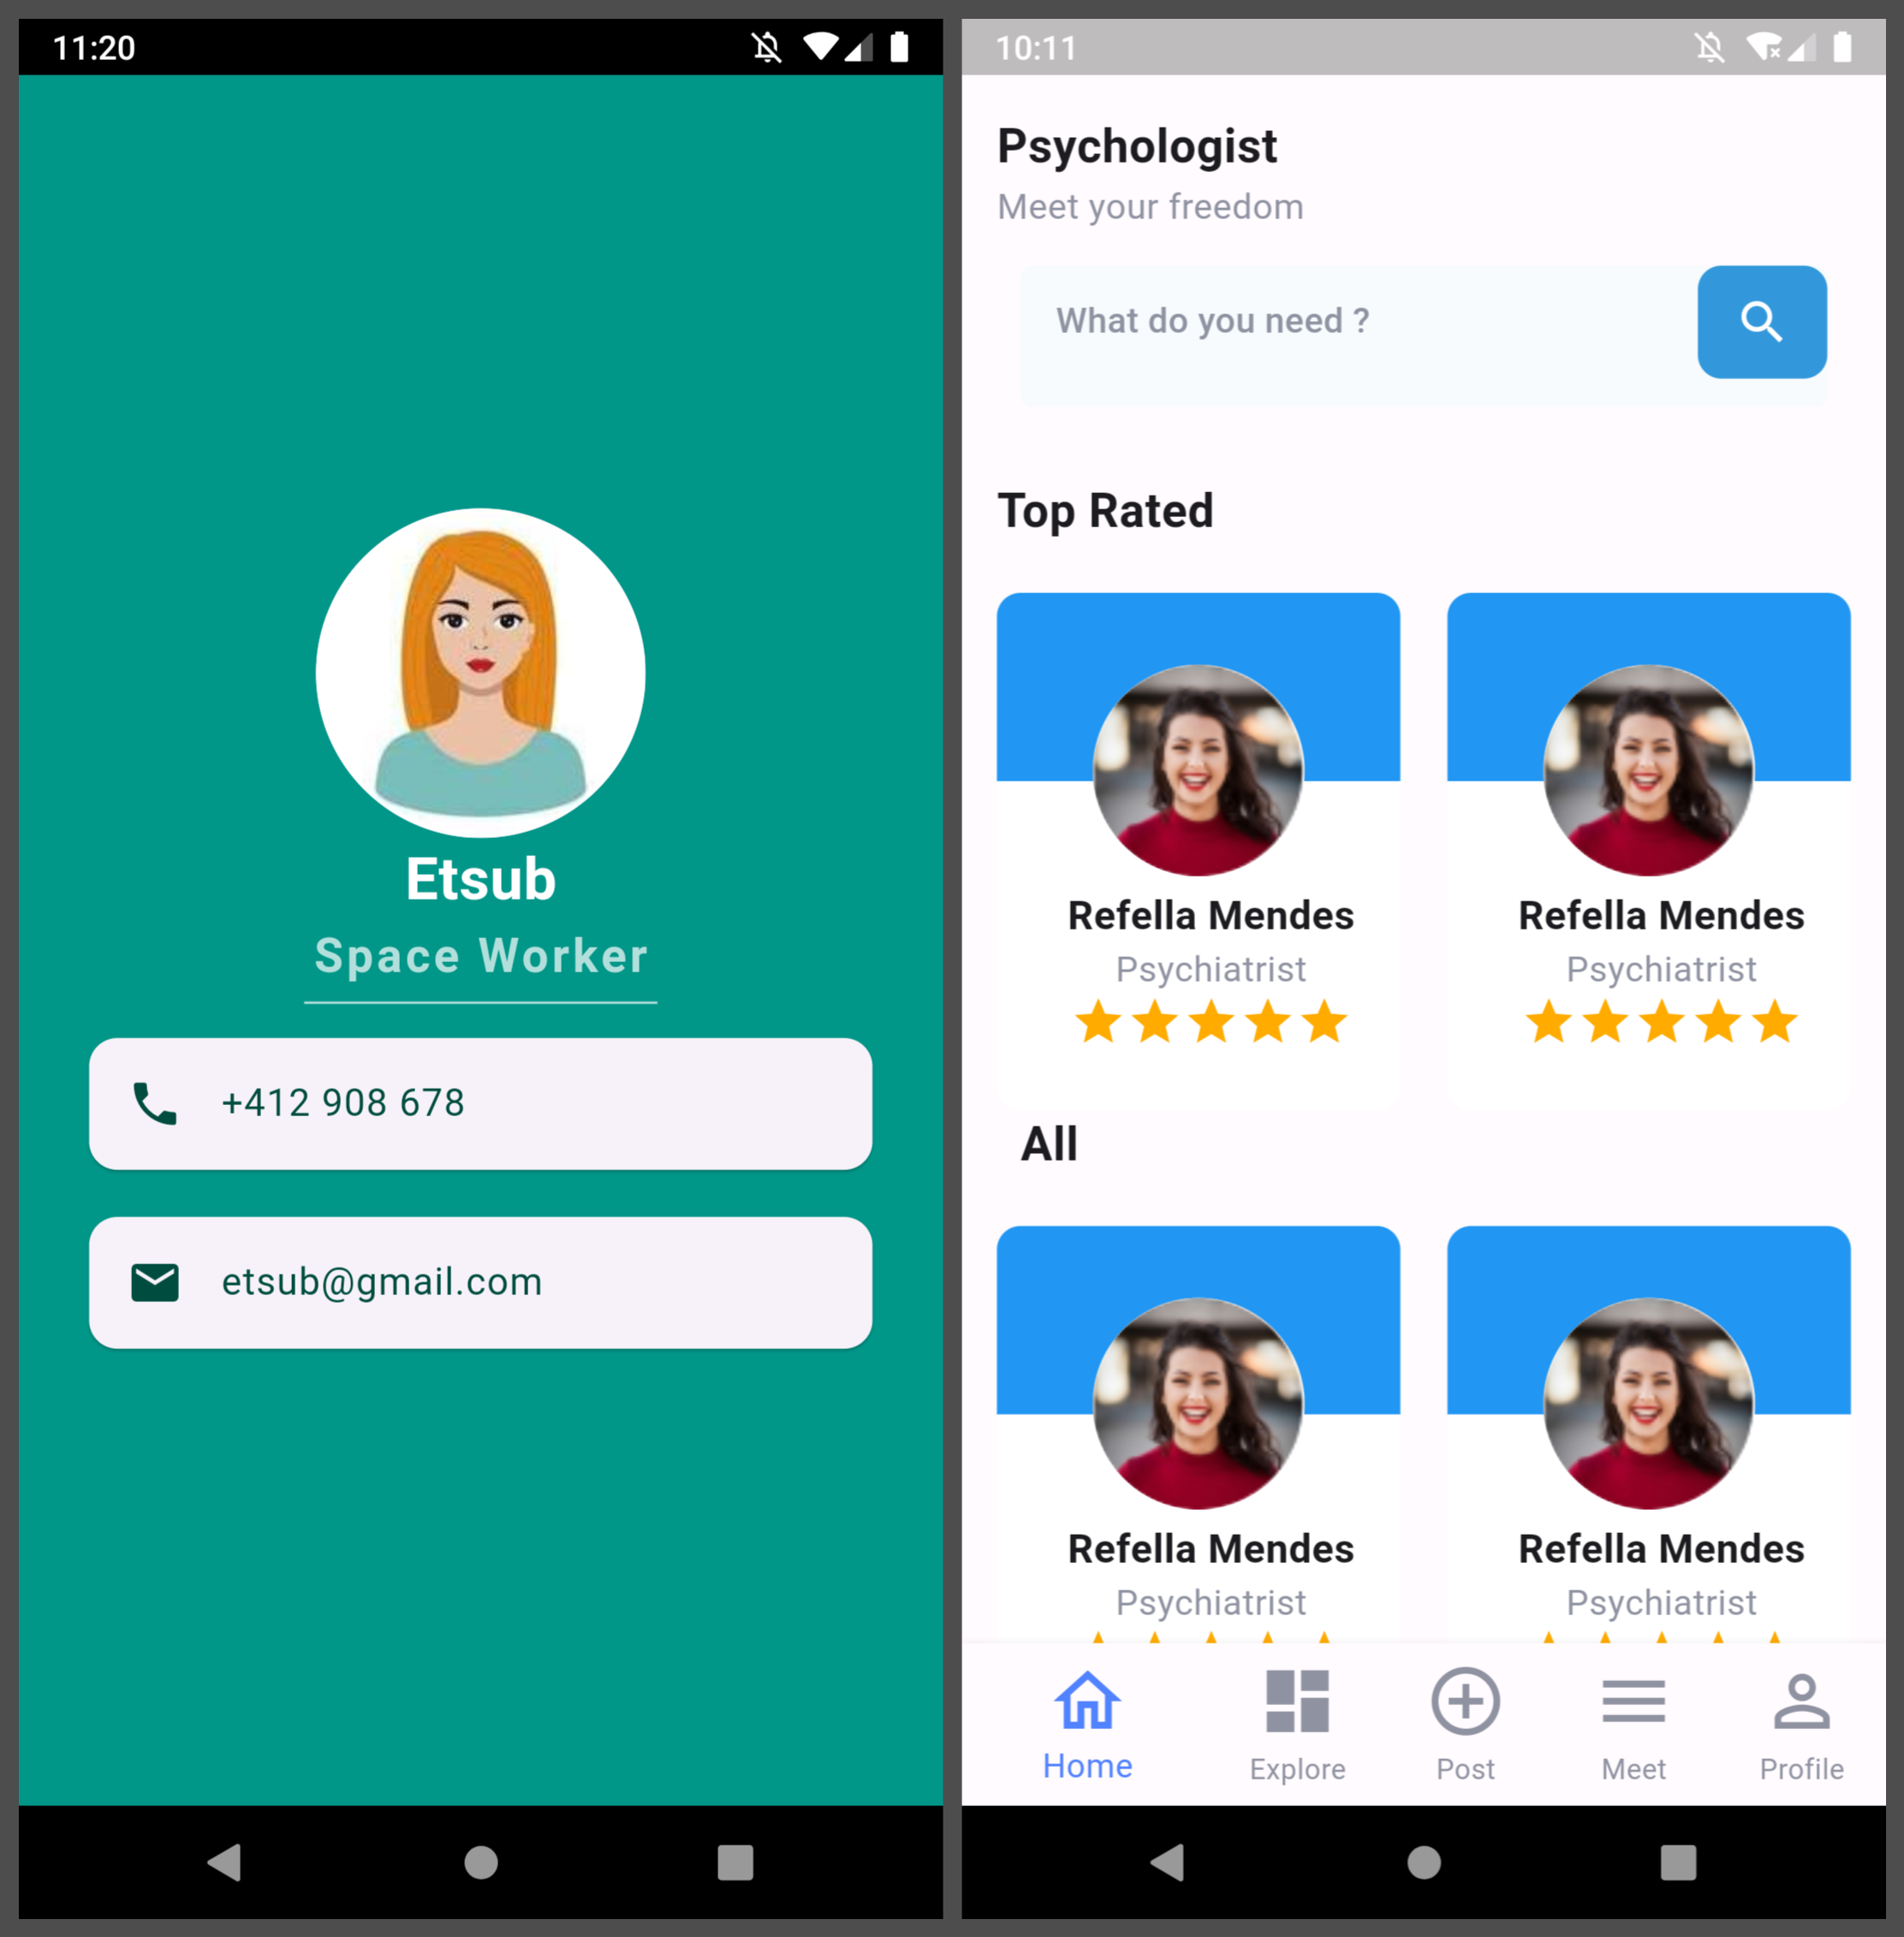 11:20
Etsub
Space Worker
+412 908 678
etsub@gmail.com
10:11
Psychologist
Meet your freedom
What do you need ?
Top Rated
Refella Mendes
Psychiatrist
Refella Mendes
Psychiatrist
All
Refella Mendes
Psychiatrist
Refella Mendes
Psychiatrist
Home
Explore
Post
Meet
Profile